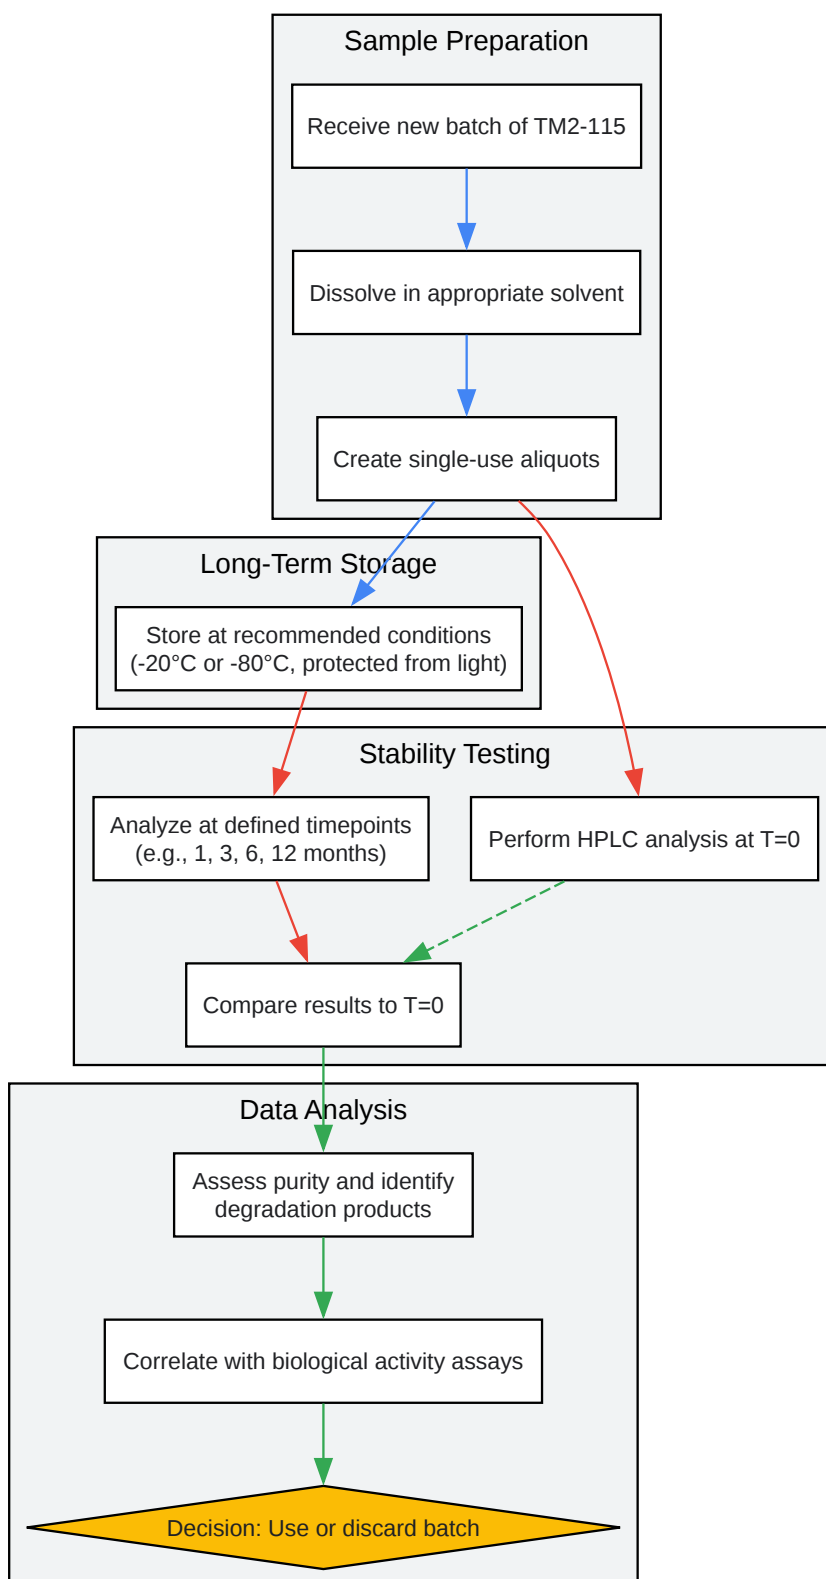 Sample Preparation
Receive new batch of TM2-115
Dissolve in appropriate solvent
Create single-use aliquots
Long-Term Storage
Store at recommended conditions
(-20°C or -80°C, protected from light)
Stability Testing
Analyze at defined timepoints
(e.g., 1, 3, 6, 12 months)
Perform HPLC analysis at T=0
Compare results to T=0
Data Analysis
Assess purity and identify
degradation products
Correlate with biological activity assays
Decision: Use or discard batch